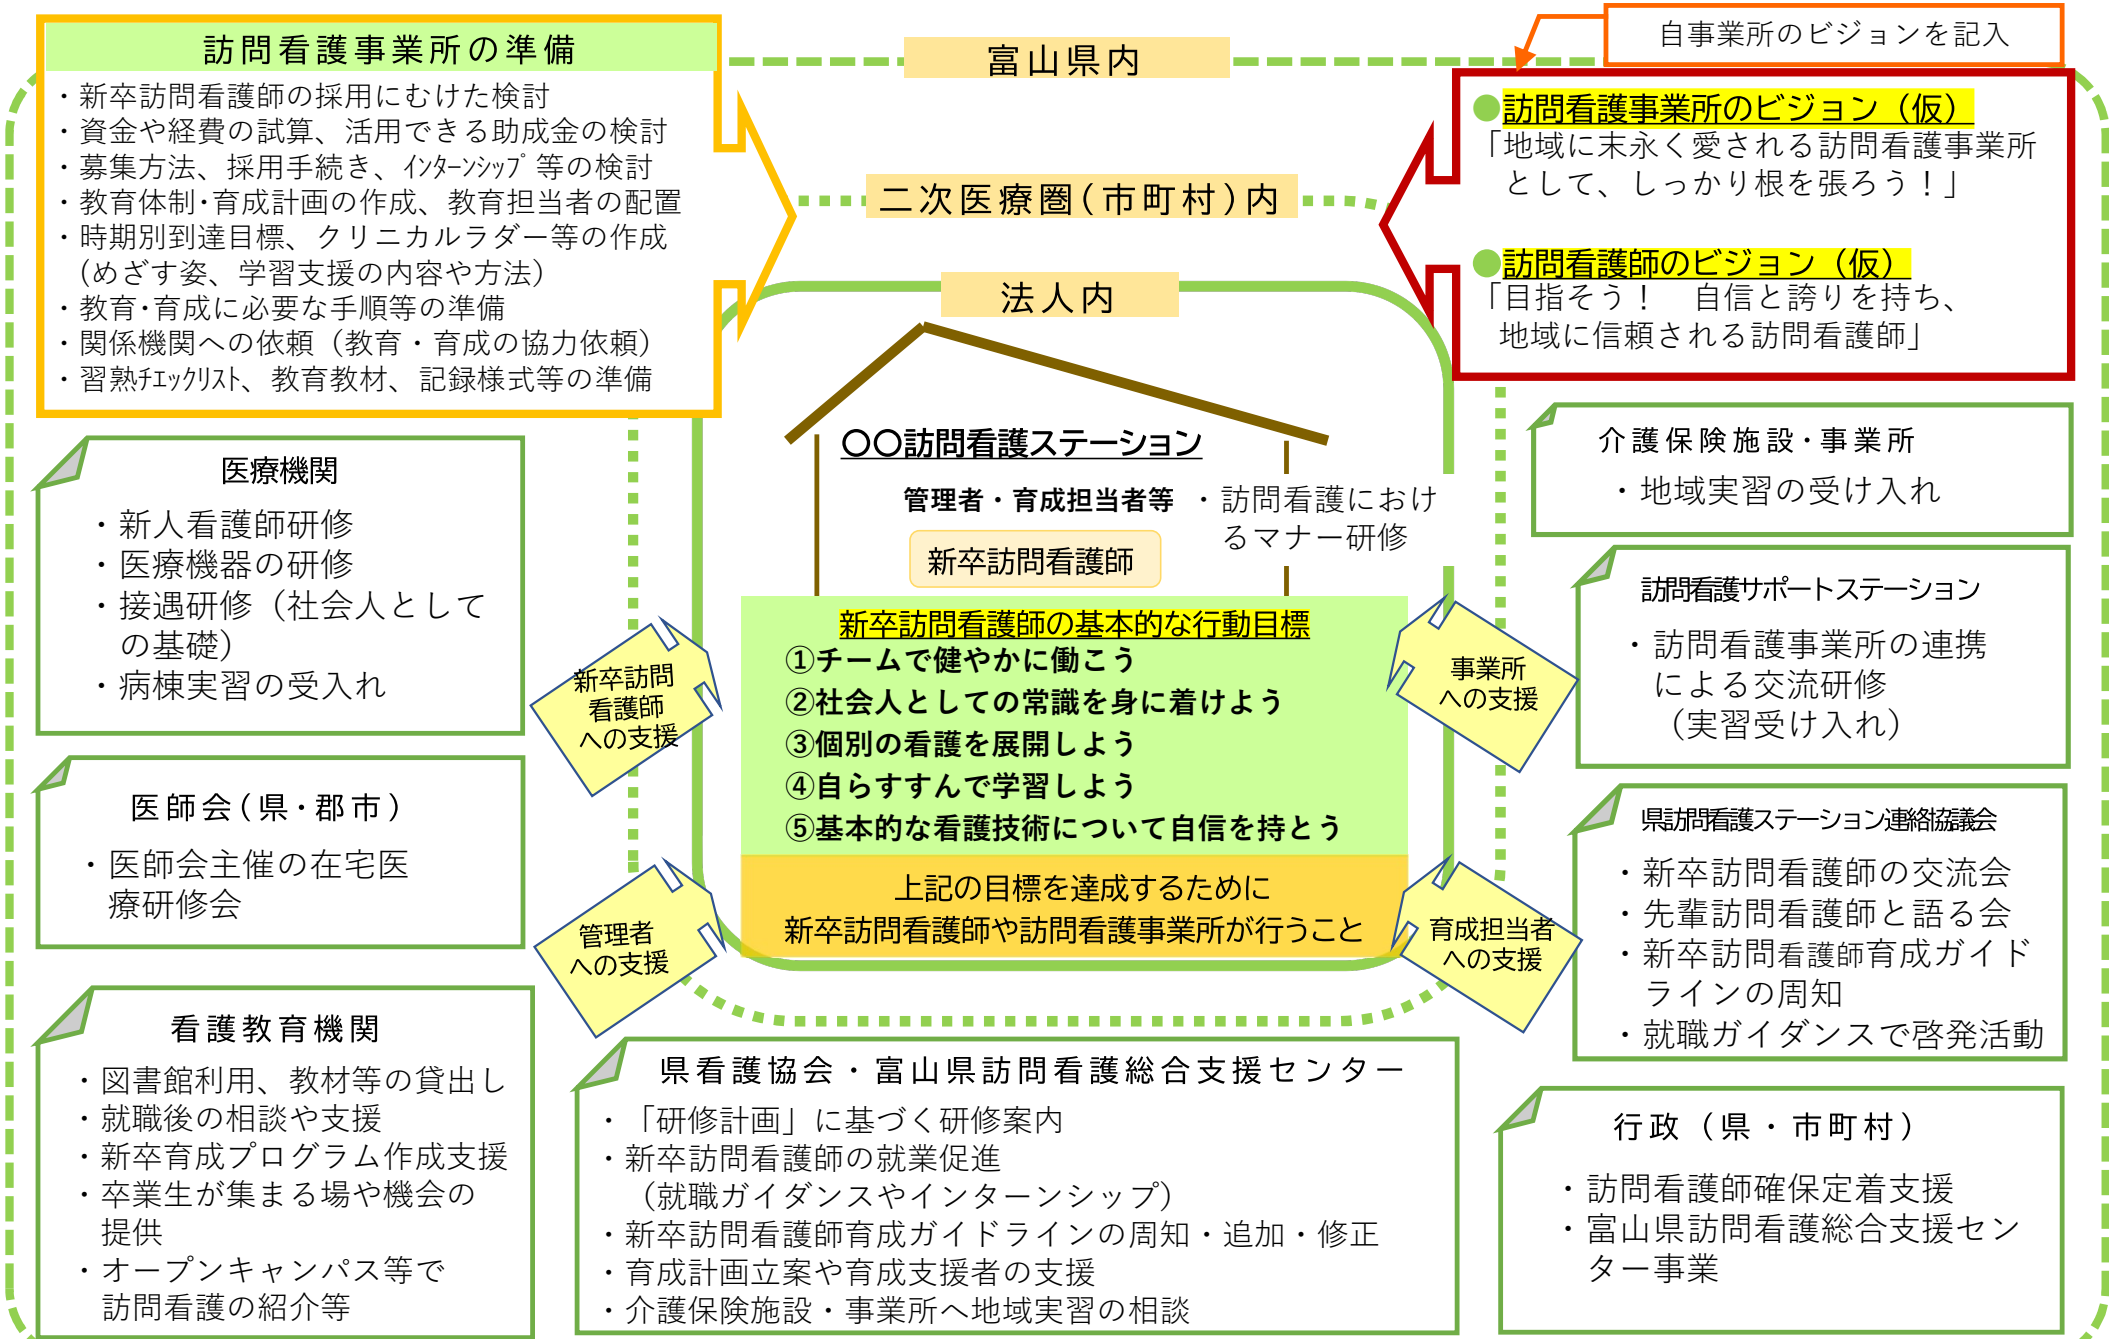 訪問看護事業所の準備
・新卒訪問看護師の採用にむけた検討
・資金や経費の試算、活用できる助成金の検討
・募集方法、採用手続き、ｲﾝﾀｰﾝｼｯﾌﾟ等の検討
・教育体制･育成計画の作成、教育担当者の配置
・時期別到達目標、クリニカルラダー等の作成
(めざす姿、学習支援の内容や方法）
・教育･育成に必要な手順等の準備
・関係機関への依頼（教育・育成の協力依頼）
・習熟ﾁｴｯｸﾘｽﾄ、教育教材、記録様式等の準備
富山県内
二次医療圏(市町村)内
法人内
自事業所のビジョンを記入
●訪問看護事業所のビジョン（仮）
「地域に末永く愛される訪問看護事業所
として、しっかり根を張ろう！」
●訪問看護師のビジョン（仮）
「目指そう！　自信と誇りを持ち、
地域に信頼される訪問看護師」
〇〇訪問看護ステーション
管理者・育成担当者等
・訪問看護におけ
るマナー研修
新卒訪問看護師
新卒訪問看護師の基本的な行動目標
①チームで健やかに働こう
②社会人としての常識を身に着けよう
③個別の看護を展開しよう
④自らすすんで学習しよう
⑤基本的な看護技術について自信を持とう
上記の目標を達成するために
新卒訪問看護師や訪問看護事業所が行うこと
新卒訪問
看護師
への支援
管理者
への支援
事業所
への支援
育成担当者
への支援
医療機関
・新人看護師研修
・医療機器の研修
・接遇研修（社会人として
の基礎）
・病棟実習の受入れ
医師会(県･郡市)
・医師会主催の在宅医
療研修会
看護教育機関
・図書館利用、教材等の貸出し
・就職後の相談や支援
・新卒育成プログラム作成支援
・卒業生が集まる場や機会の
提供
・オープンキャンパス等で
訪問看護の紹介等
県看護協会・富山県訪問看護総合支援センター
・「研修計画」に基づく研修案内
・新卒訪問看護師の就業促進
（就職ガイダンスやインターンシップ）
・新卒訪問看護師育成ガイドラインの周知・追加・修正
・育成計画立案や育成支援者の支援
・介護保険施設・事業所へ地域実習の相談
介護保険施設･事業所
・地域実習の受け入れ
訪問看護サポートステーション
・訪問看護事業所の連携
による交流研修
（実習受け入れ）
県訪問看護ステーション連絡協議会
・新卒訪問看護師の交流会
・先輩訪問看護師と語る会
・新卒訪問看護師育成ガイド
ラインの周知
・就職ガイダンスで啓発活動
行政（県・市町村）
・訪問看護師確保定着支援
・富山県訪問看護総合支援セン
ター事業